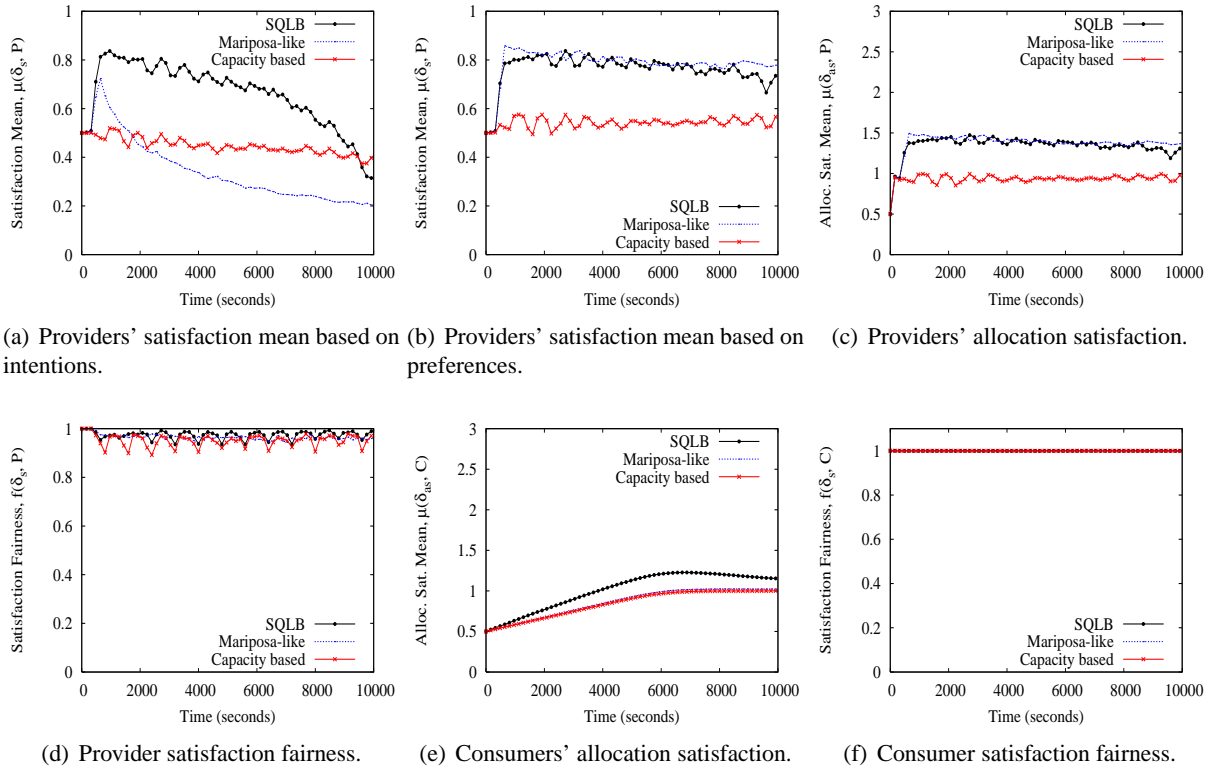 1
0.8
0.6
0.4
0.2
0
0 2000 4000 6000 8000 10000
Satisfaction Mean, μ(δs, P)
Time (seconds)
SQLB
Mariposa-like
Capacity based
(a) Providers' satisfaction mean based on
intentions.
1
0.8
0.6
0.4
0.2
0
0 2000 4000 6000 8000 10000
Satisfaction Mean, μ(δs, P)
Time (seconds)
SQLB
Mariposa-like
Capacity based
(b) Providers' satisfaction mean based on
preferences.
3
2.5
2
1.5
1
0.5
0
0 2000 4000 6000 8000 10000
Alloc. Sat. Mean, μ(δas, P)
Time (seconds)
SQLB
Mariposa-like
Capacity based
(c) Providers' allocation satisfaction.
1
0.8
0.6
0.4
0.2
0
0 2000 4000 6000 8000 10000
Satisfaction Fairness, f(δs, P)
Time (seconds)
SQLB
Mariposa-like
Capacity based
(d) Provider satisfaction fairness.
3
2.5
2
1.5
1
0.5
0
0 2000 4000 6000 8000 10000
Alloc. Sat. Mean, μ(δas, C)
Time (seconds)
SQLB
Mariposa-like
Capacity based
(e) Consumers' allocation satisfaction.
1
0.8
0.6
0.4
0.2
0
0 2000 4000 6000 8000 10000
Satisfaction Fairness, f(δs, C)
Time (seconds)
SQLB
Mariposa-like
Capacity based
(f) Consumer satisfaction fairness.